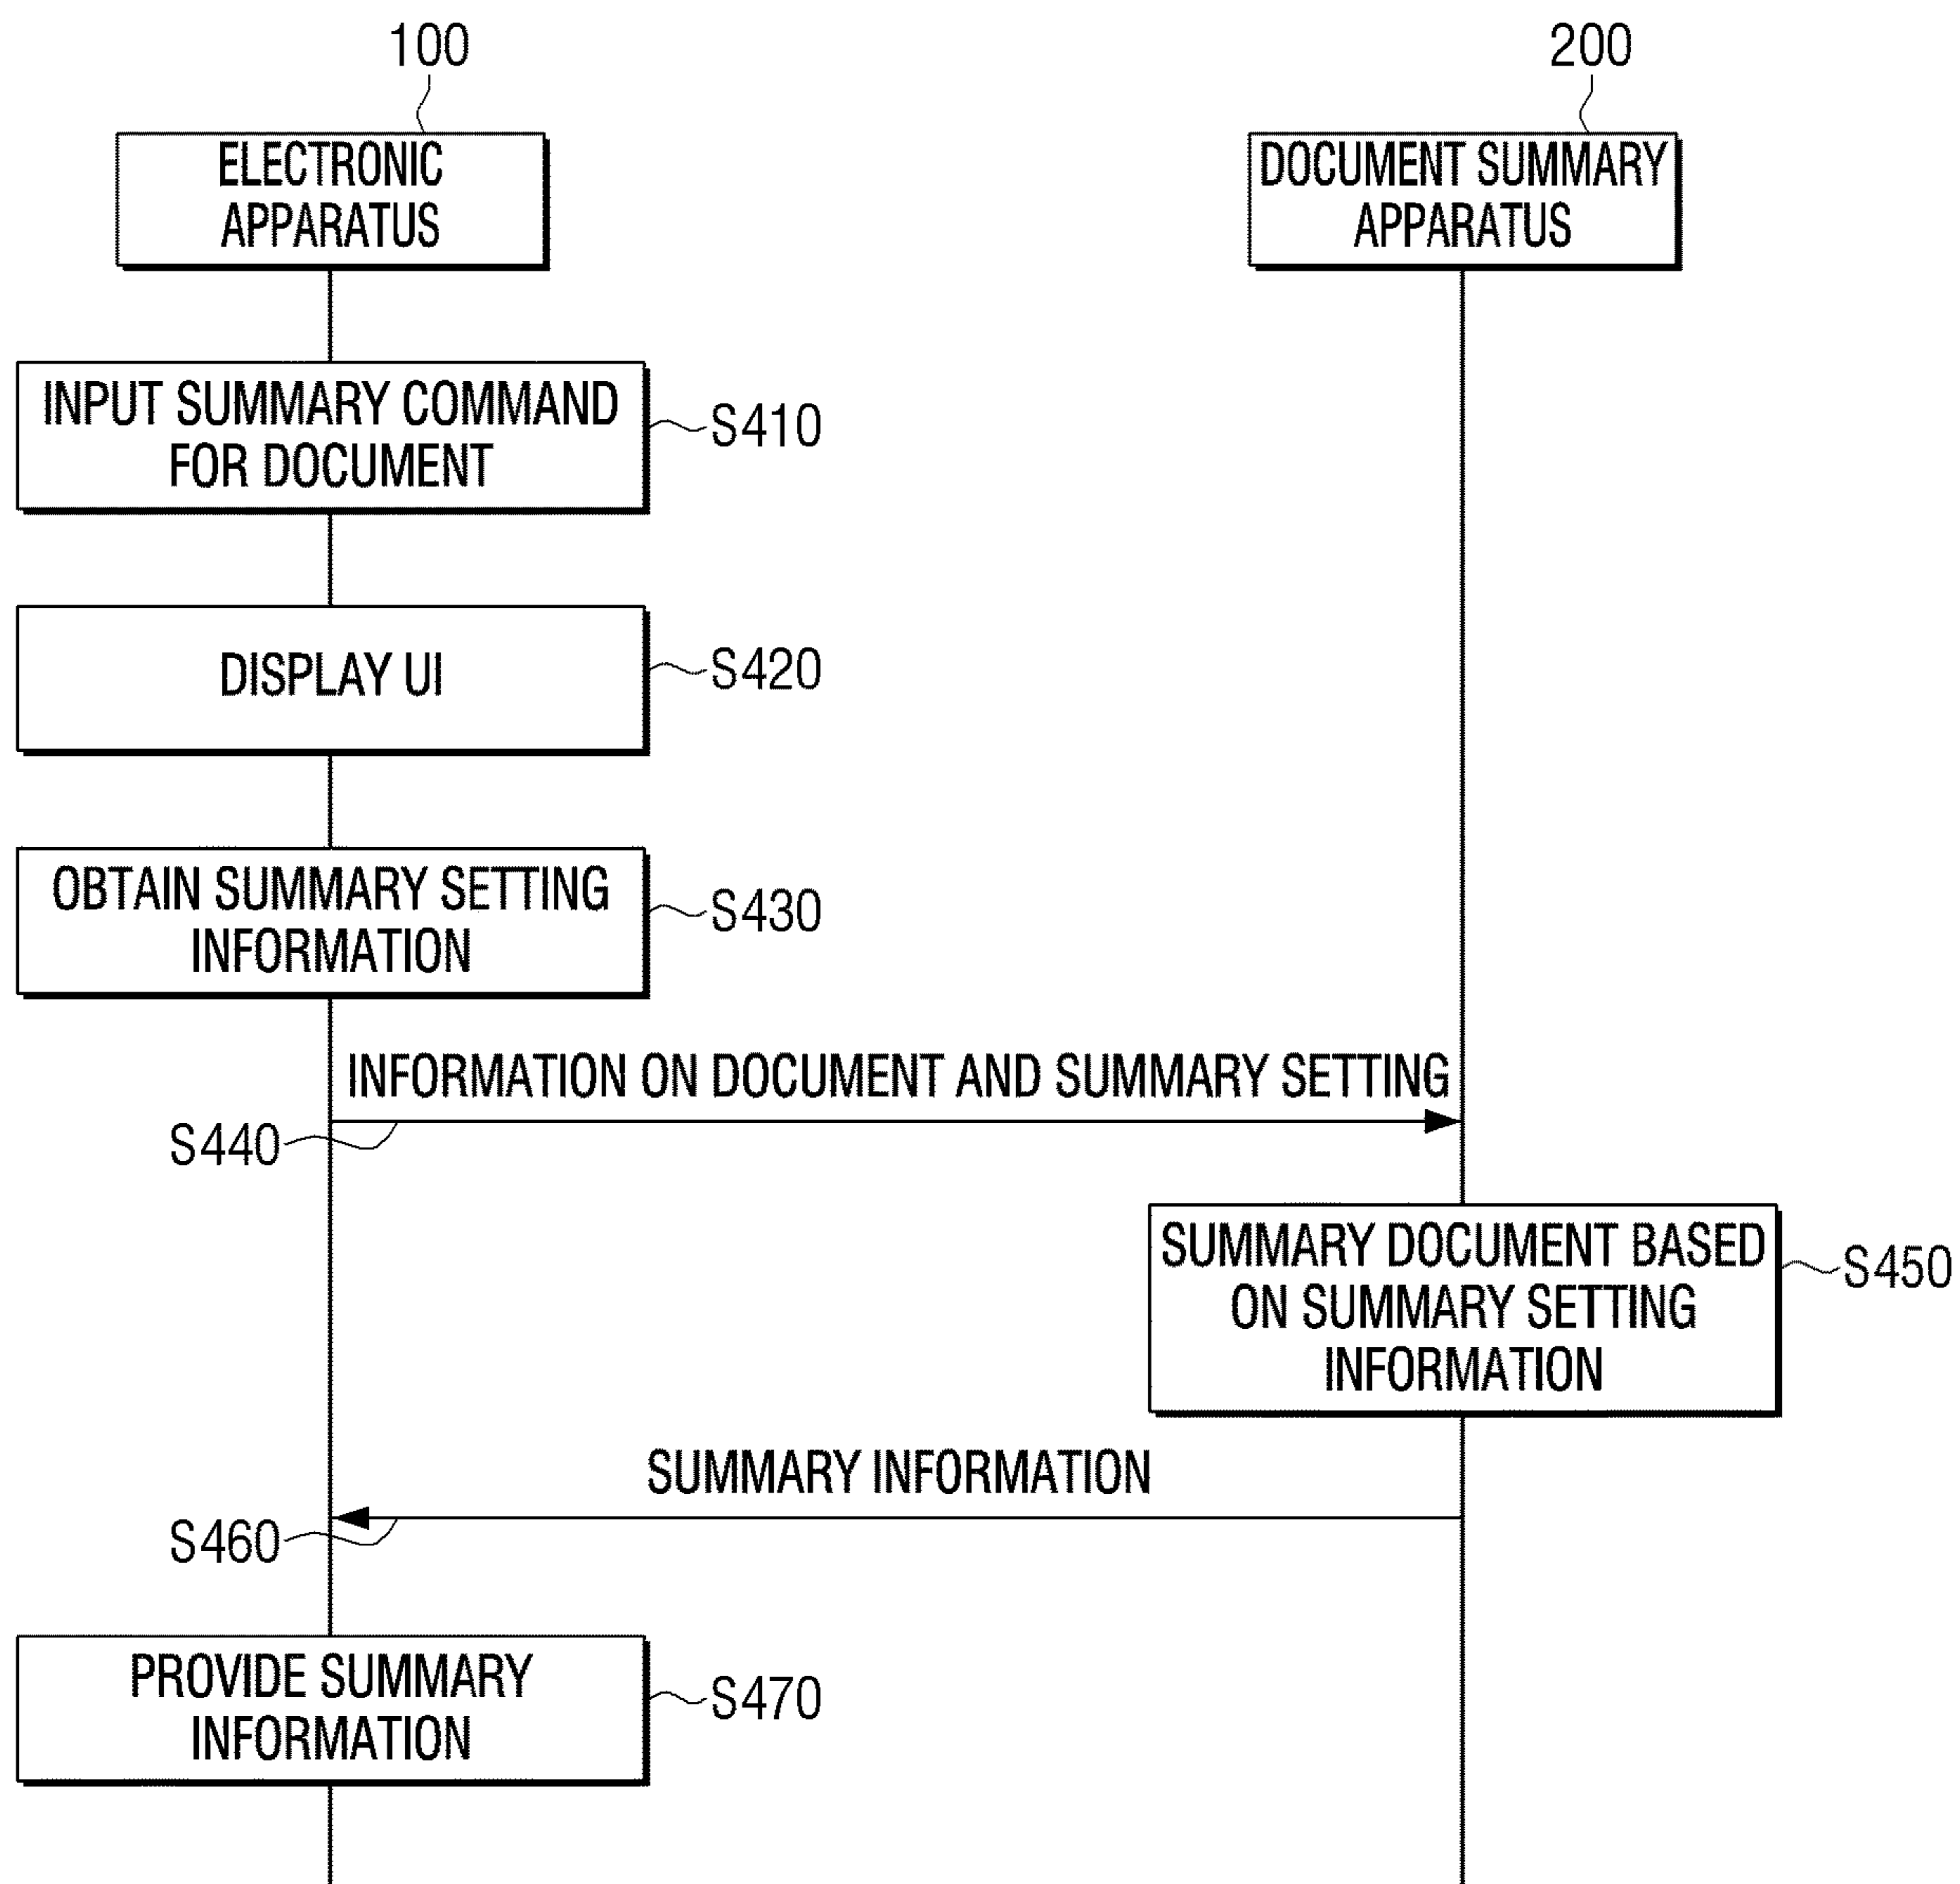 100
200
ELECTRONIC
APPARATUS
DOCUMENT SUMMARY
APPARATUS
INPUT SUMMARY COMMAND
FOR DOCUMENT
S410
DISPLAY UI
S420
OBTAIN SUMMARY SETTING
INFORMATION
S430
INFORMATION ON DOCUMENT AND SUMMARY SETTING
S440
SUMMARY DOCUMENT BASED
ON SUMMARY SETTING
INFORMATION
S450
SUMMARY INFORMATION
S460
PROVIDE SUMMARY
INFORMATION
S470